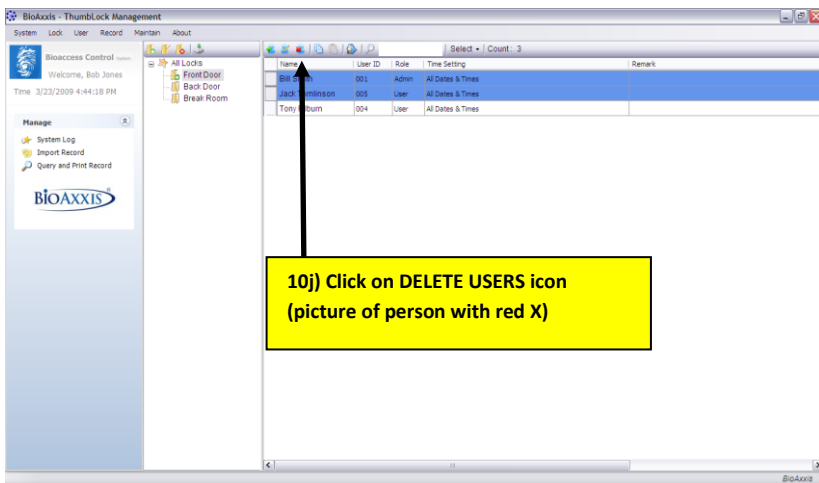 BioAxxis - ThumbLock Management
System Lock User Record Maintain About
Bioaccess Control System
Welcome, Bob Jones
Time 3/23/2009 4:44:18 PM
Manage
System Log
Import Record
Query and Print Record
BIOAXXIS
All Locks
Front Door
Back Door
Break Room
Select Count: 3
Name User ID Role Time Setting Remark
Bill 001 Admin All Dates & Times
Jack 005 User All Dates & Times
Tony 004 User All Dates & Times
10j) Click on DELETE USERS icon
(picture of person with red X)
BioAxxis